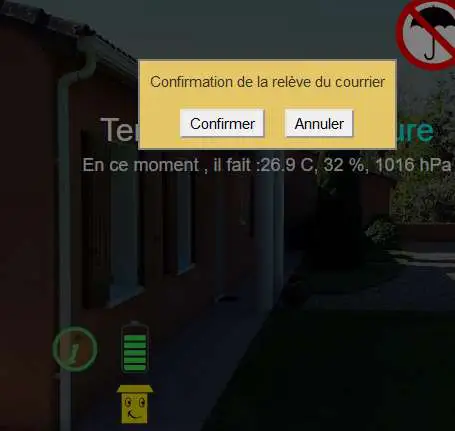 Confirmation de la relève du courrier
Confirmer Annuler
En ce moment , il fait :26.9 C, 32 %, 1016 hPa
i